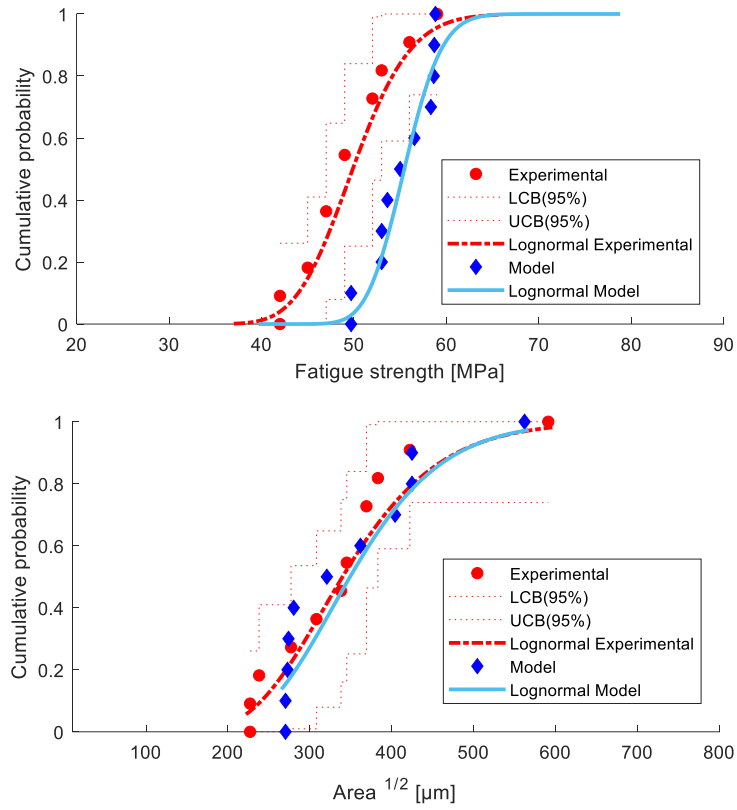 1
0.8
0.6
0.4
0.2
0
Cumulative probability
20 30 40 50 60 70 80 90
Fatigue strength [MPa]
Experimental
LCB(95%)
UCB(95%)
Lognormal Experimental
Model
Lognormal Model
1
0.8
0.6
0.4
0.2
0
Cumulative probability
100 200 300 400 500 600 700 800
Area 1/2 [μm]
Experimental
LCB(95%)
UCB(95%)
Lognormal Experimental
Model
Lognormal Model